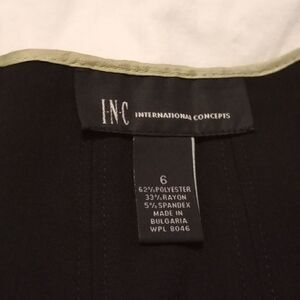 I·N·C INTERNATIONAL CONCEPTS
6
62% POLYESTER
33% RAYON
5% SPANDEX
MADE IN
BULGARIA
WPL 8046